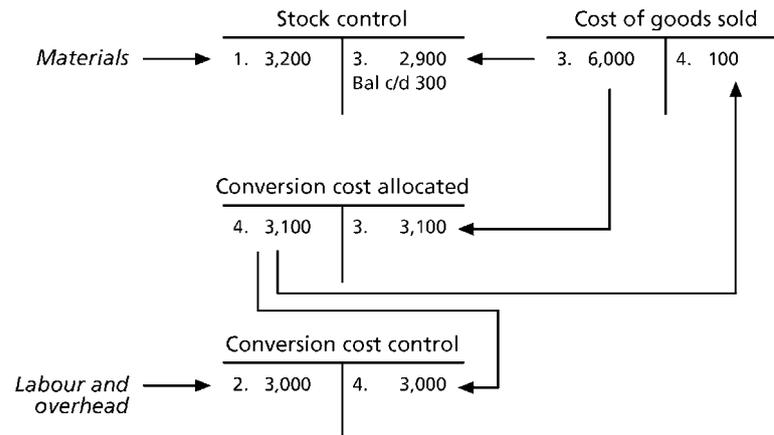 Stock control
Cost of goods sold
Materials
1. 3,200
3. 2,900
3. 6,000
4. 100
Bal c/d 300
Conversion cost allocated
4. 3,100
3. 3,100
Conversion cost control
Labour and
overhead
2. 3,000
4. 3,000